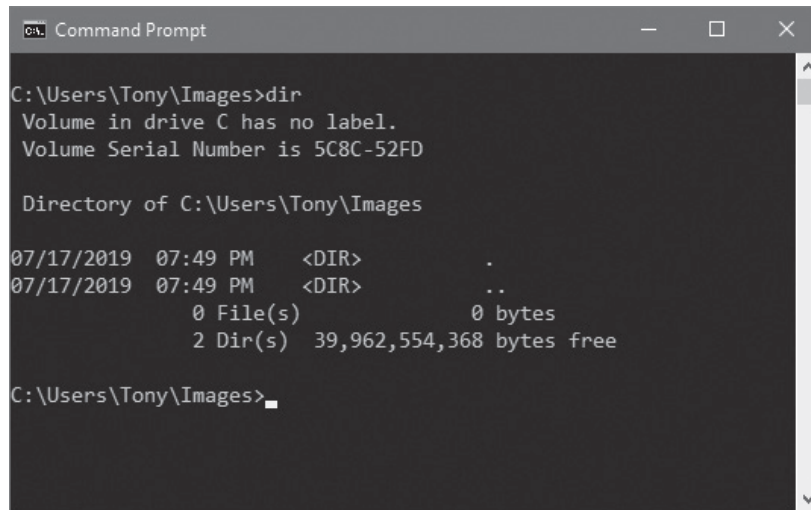 Command Prompt
C:\Users\Tony\Images>dir
 Volume in drive C has no label.
 Volume Serial Number is 5C8C-52FD
 Directory of C:\Users\Tony\Images
07/17/2019  07:49 PM    <DIR>          .
07/17/2019  07:49 PM    <DIR>          ..
               0 File(s)              0 bytes
               2 Dir(s)  39,962,554,368 bytes free
C:\Users\Tony\Images>